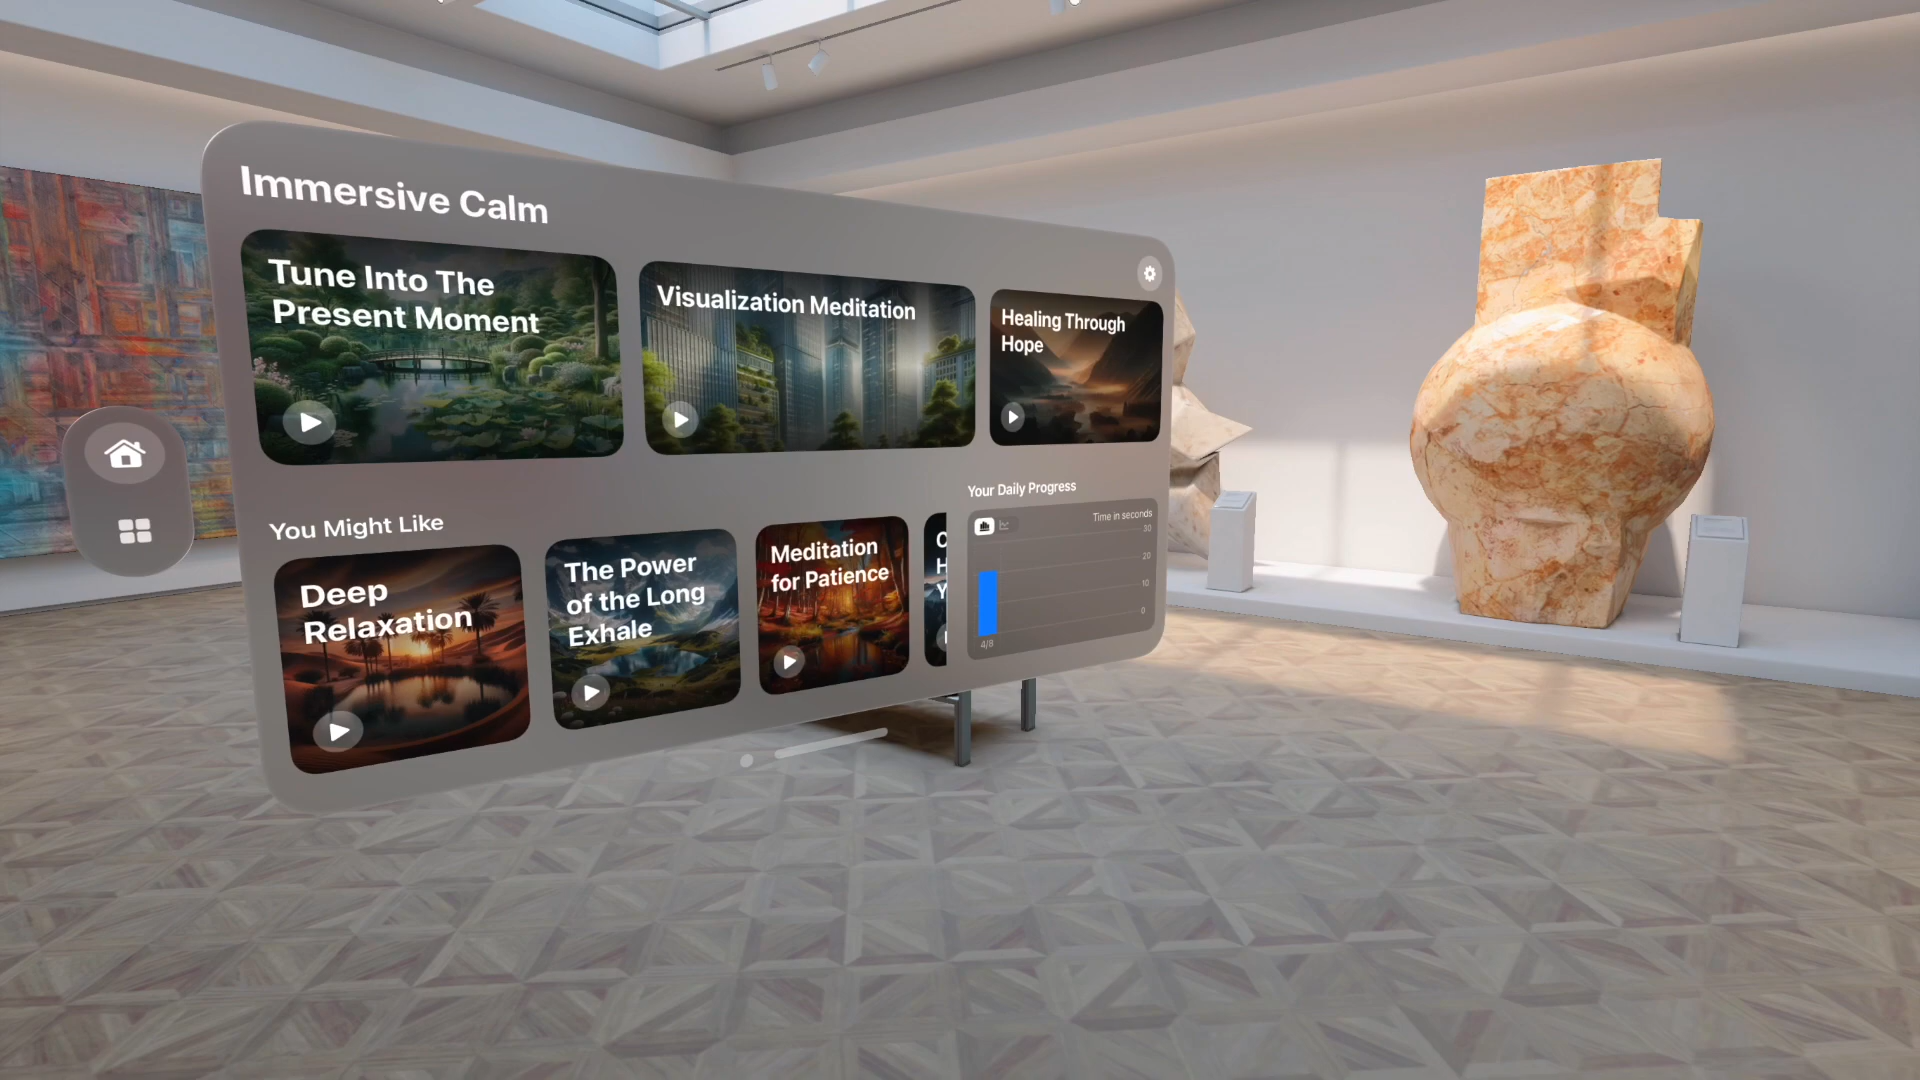 Immersive Calm
Tune Into The
Present Moment
Visualization Meditation
Healing Through
Hope
You Might Like
Deep
Relaxation
The Power
of the Long
Exhale
Meditation
for Patience
C
H
Y
Your Daily Progress
Time in seconds
30
20
10
0
4/8